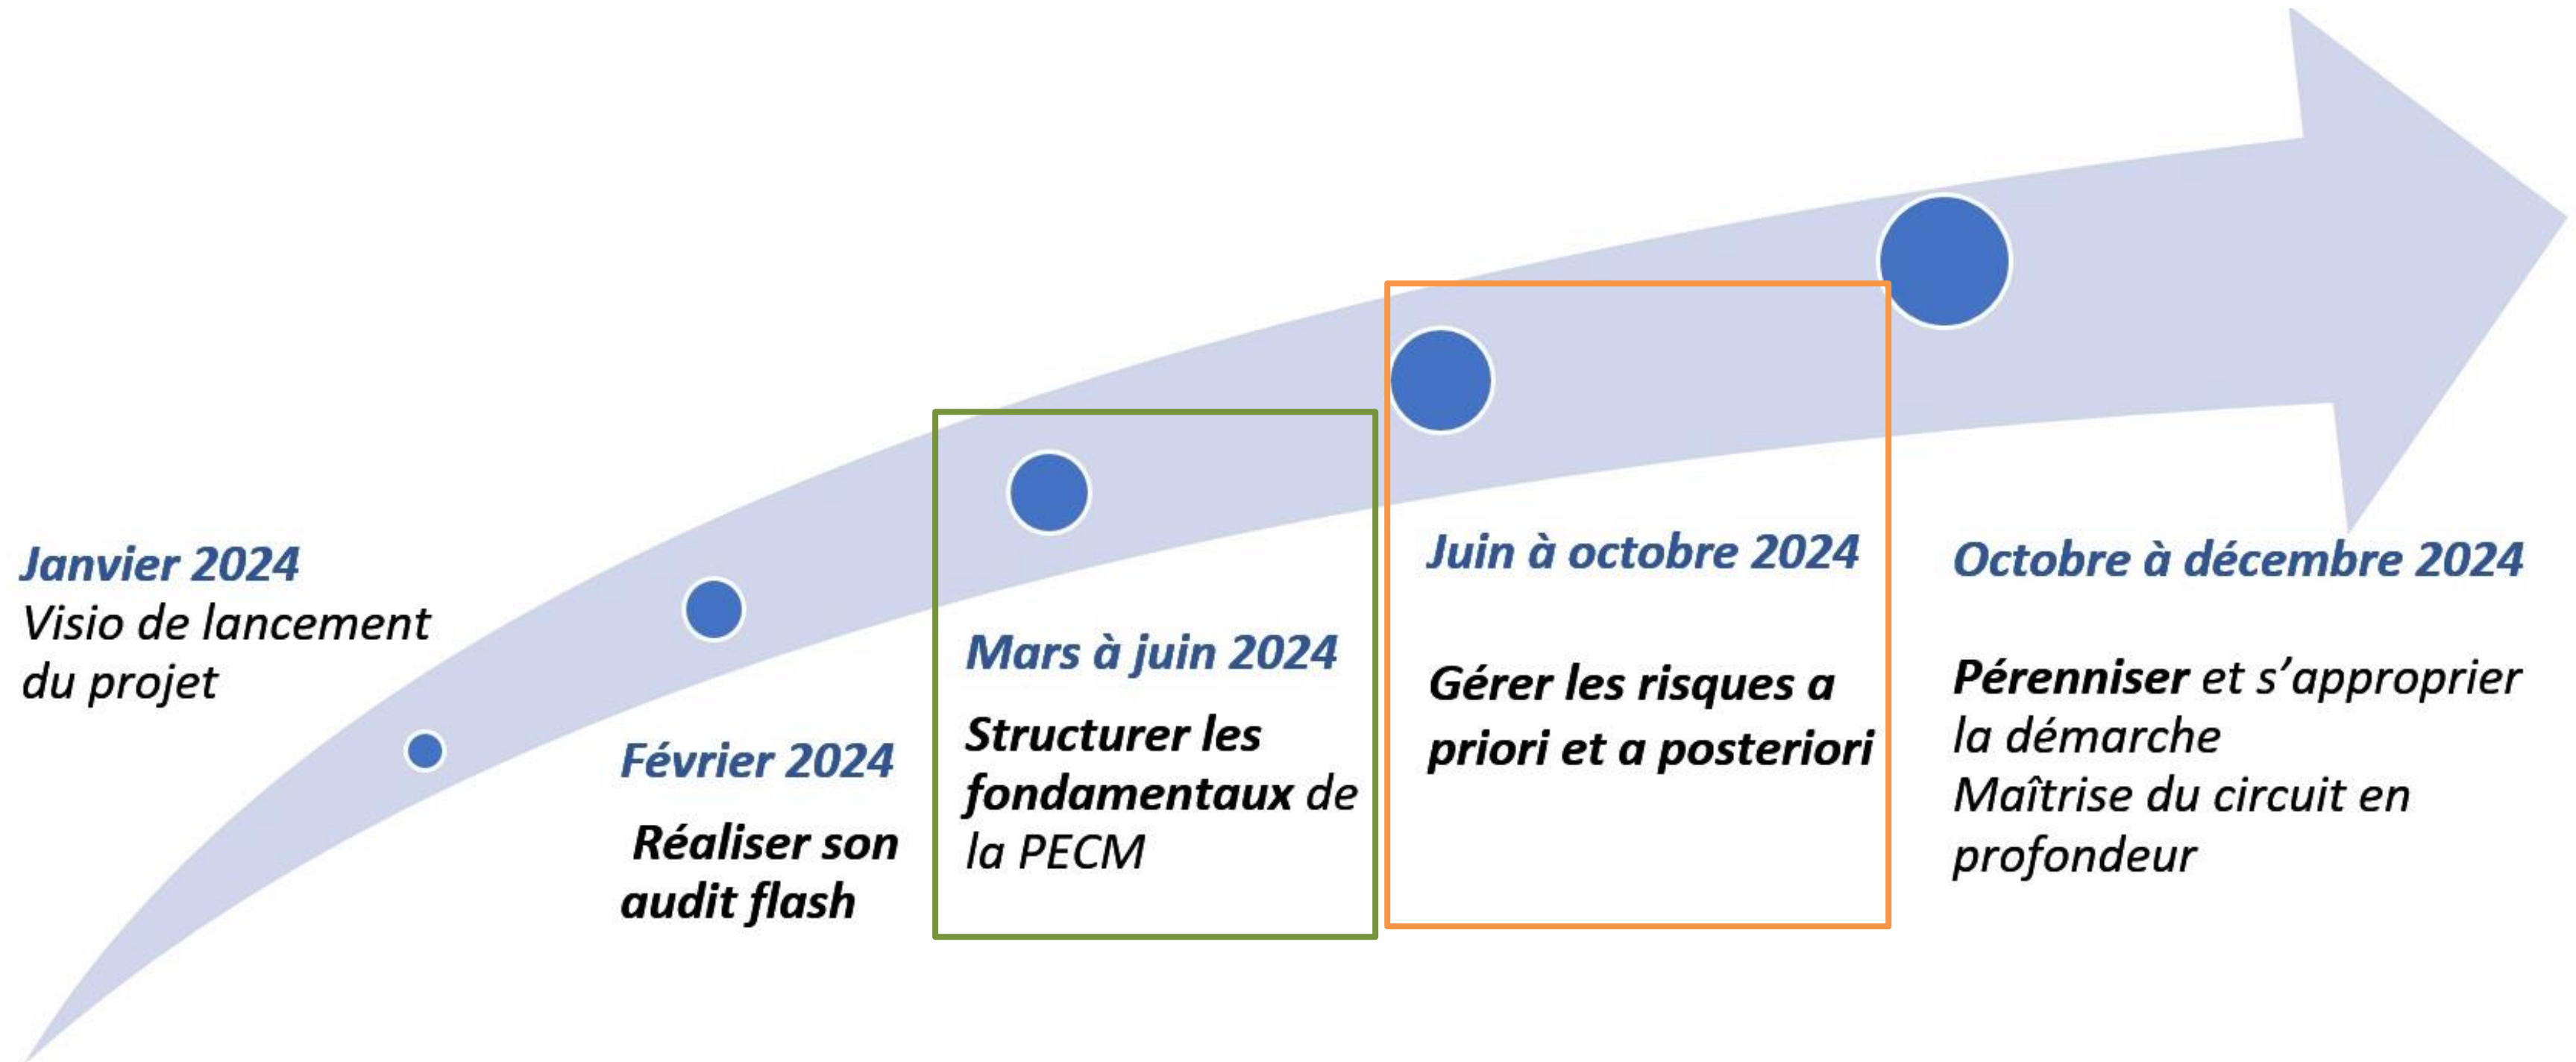 Janvier 2024
Visio de lancement
du projet
Février 2024
Réaliser son
audit flash
Mars à juin 2024
Structurer les
fondamentaux de
la PECM
Juin à octobre 2024
Gérer les risques a
priori et a posteriori
Octobre à décembre 2024
Pérenniser et s’approprier
la démarche
Maîtrise du circuit en
profondeur